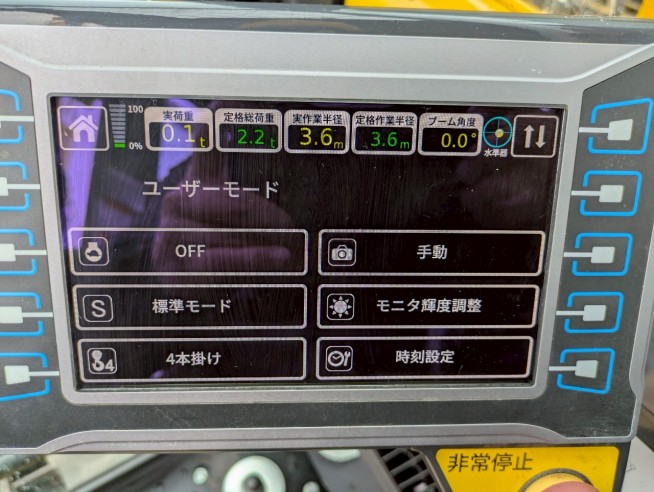 100
0%
実荷重
0.1t
定格総荷重
2.2t
実作業半径
3.6m
定格作業半径
3.6m
ブーム角度
0.0°
水準器
ユーザーモード
OFF
手動
S
標準モード
モニタ輝度調整
4
4本掛け
時刻設定
非常停止